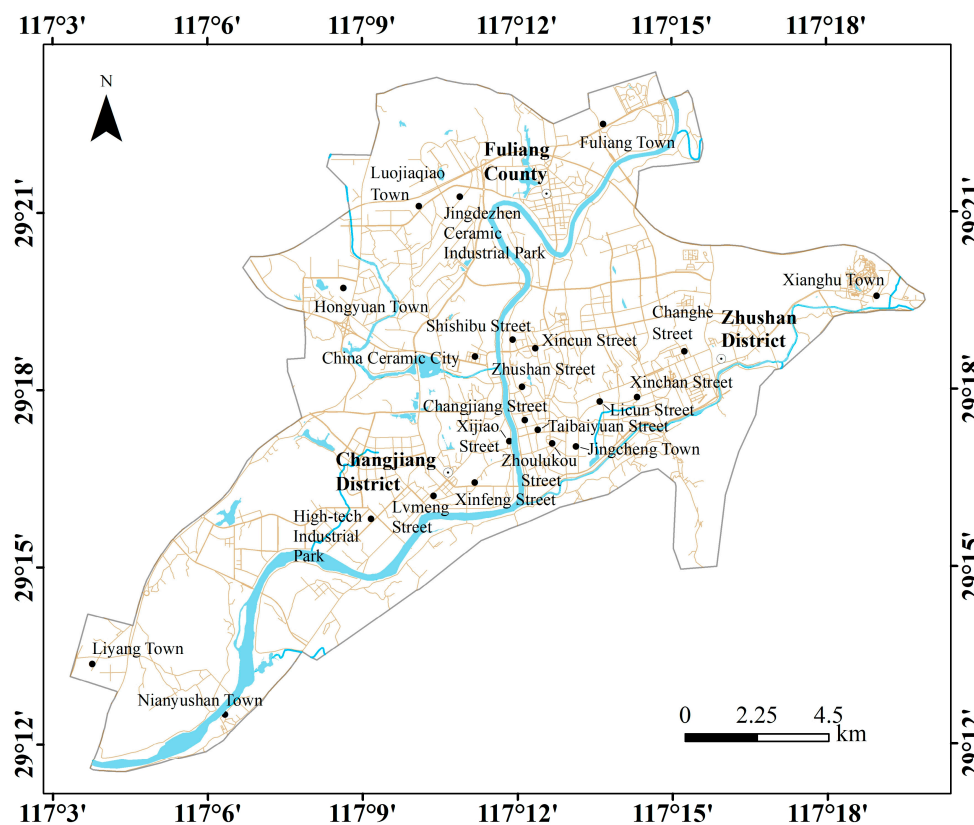 117°3' 117°6' 117°9' 117°12' 117°15' 117°18'
N
Fuliang
County
Fuliang Town
Luojiaqiao
Town
29°21'
29°21'
Jingdezhen
Ceramic
Industrial Park
Xianghu Town
Hongyuan Town
Changhe
Street
Zhushan
District
Shishibu Street
Xincun Street
China Ceramic City
Zhushan Street
Xinchan Street
29°18'
29°18'
Changjiang Street
Licun Street
Xijiao
Street
Taibaiyuan Street
Jingcheng Town
Zhoulukou
Street
Changjiang
District
Xinfeng Street
Lvmeng
Street
High-tech
Industrial
Park
29°15'
29°15'
Liyang Town
Nianyushan Town
0 2.25 4.5
km
29°12'
29°12'
117°3' 117°6' 117°9' 117°12' 117°15' 117°18'